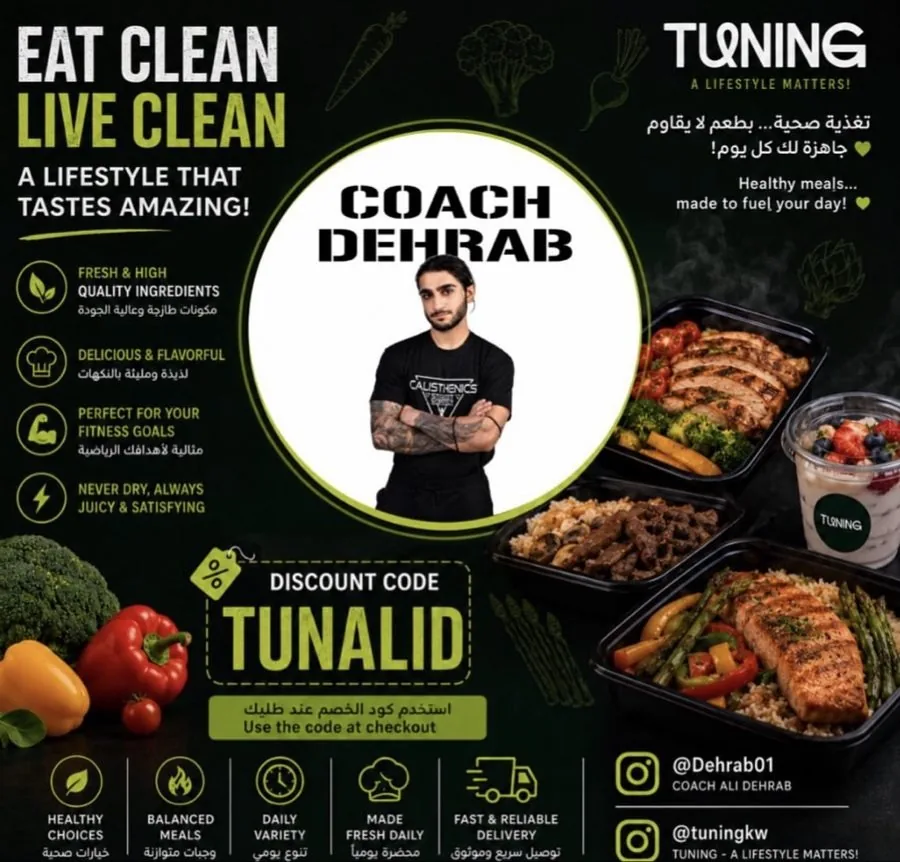 EAT CLEAN
LIVE CLEAN
A LIFESTYLE THAT
TASTES AMAZING!
TUNING
A LIFESTYLE MATTERS!
تغذية صحية... بطعم لا يقاوم
جاهزة لك كل يوم!
Healthy meals...
made to fuel your day!
COACH
DEHRAB
CALISTHENICS
FRESH & HIGH
QUALITY INGREDIENTS
مكونات طازجة وعالية الجودة
DELICIOUS & FLAVORFUL
لذيذة ومليئة بالنكهات
PERFECT FOR YOUR
FITNESS GOALS
مثالية لأهدافك الرياضية
NEVER DRY, ALWAYS
JUICY & SATISFYING
TUNING
%
DISCOUNT CODE
TUNALID
استخدم كود الخصم عند طلبك
Use the code at checkout
HEALTHY
CHOICES
خيارات صحية
BALANCED
MEALS
وجبات متوازنة
DAILY
VARIETY
تنوع يومي
MADE
FRESH DAILY
محضرة يومياً
FAST & RELIABLE
DELIVERY
توصيل سريع وموثوق
@Dehrab01
COACH ALI DEHRAB
@tuningkw
TUNING - A LIFESTYLE MATTERS!